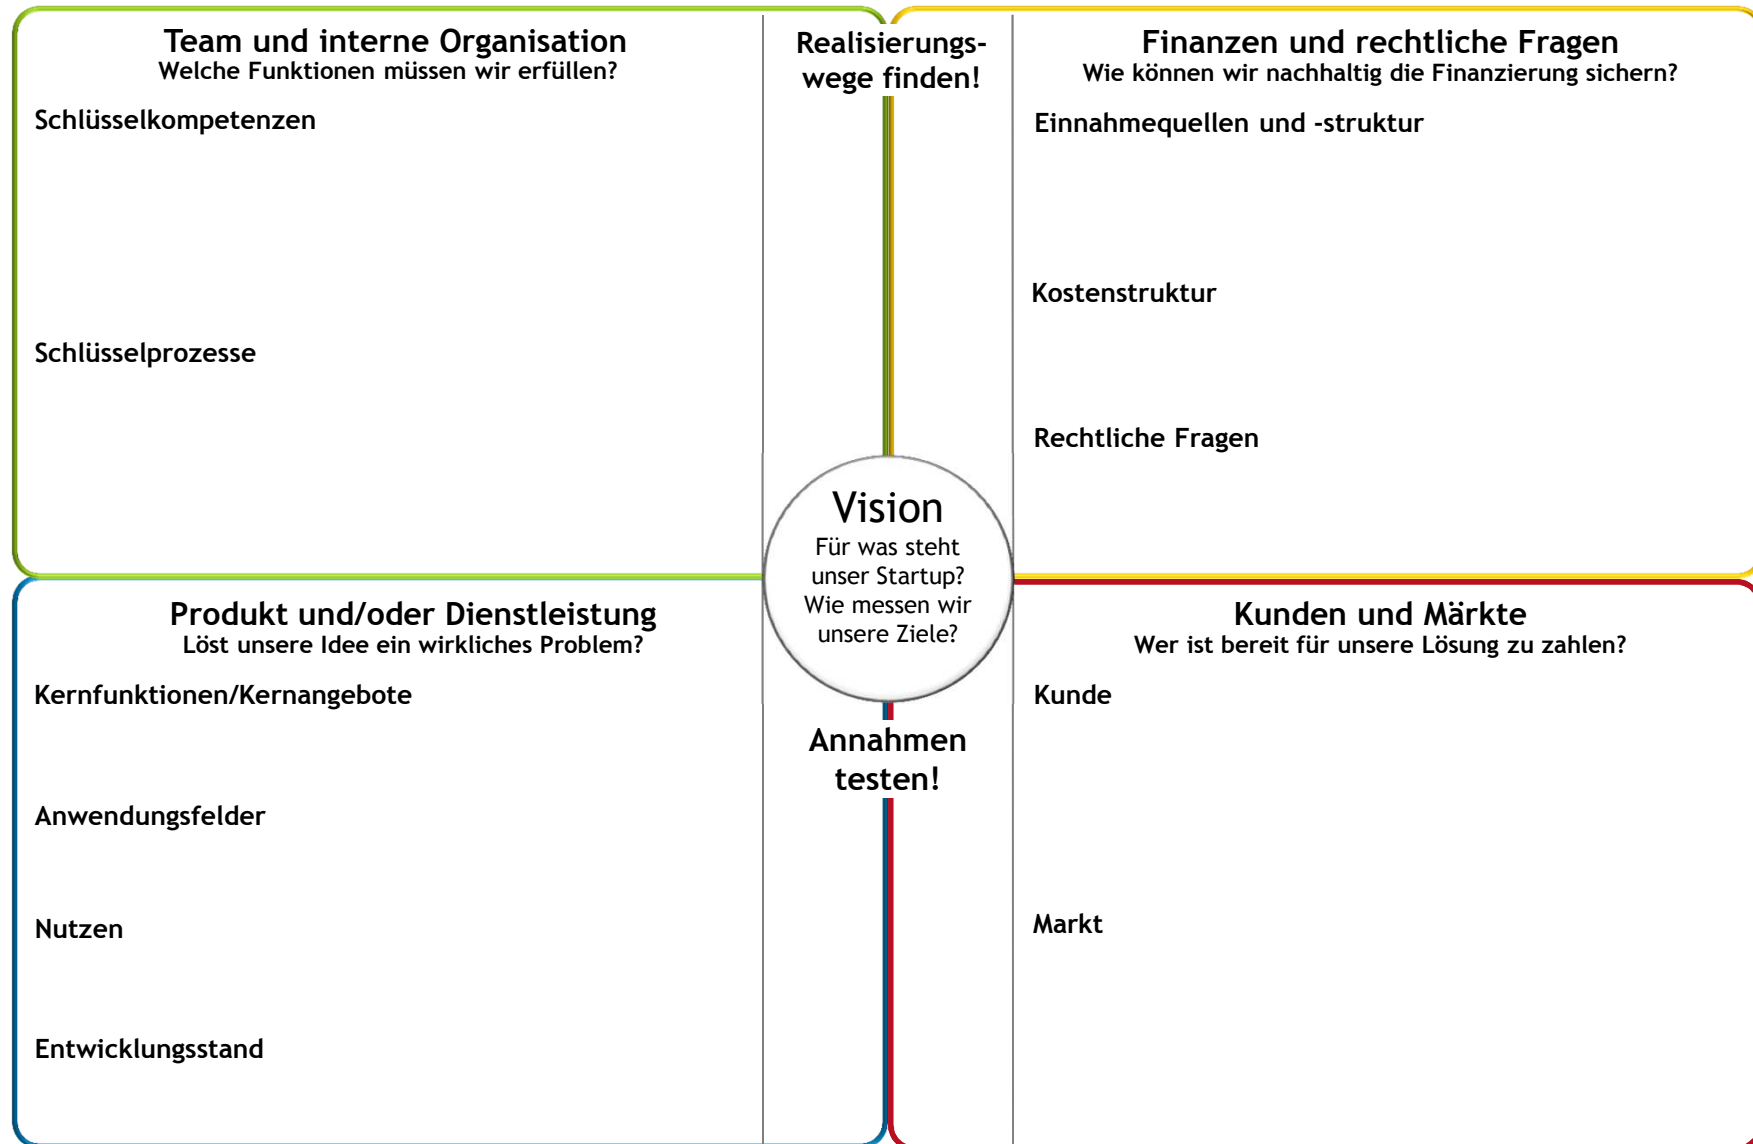 Team und interne Organisation
Welche Funktionen müssen wir erfüllen?
Schlüsselkompetenzen
Schlüsselprozesse
Realisierungs-
wege finden!
Finanzen und rechtliche Fragen
Wie können wir nachhaltig die Finanzierung sichern?
Einnahmequellen und -struktur
Kostenstruktur
Rechtliche Fragen
Vision
Für was steht
unser Startup?
Wie messen wir
unsere Ziele?
Produkt und/oder Dienstleistung
Löst unsere Idee ein wirkliches Problem?
Kernfunktionen/Kernangebote
Anwendungsfelder
Nutzen
Entwicklungsstand
Annahmen
testen!
Kunden und Märkte
Wer ist bereit für unsere Lösung zu zahlen?
Kunde
Markt